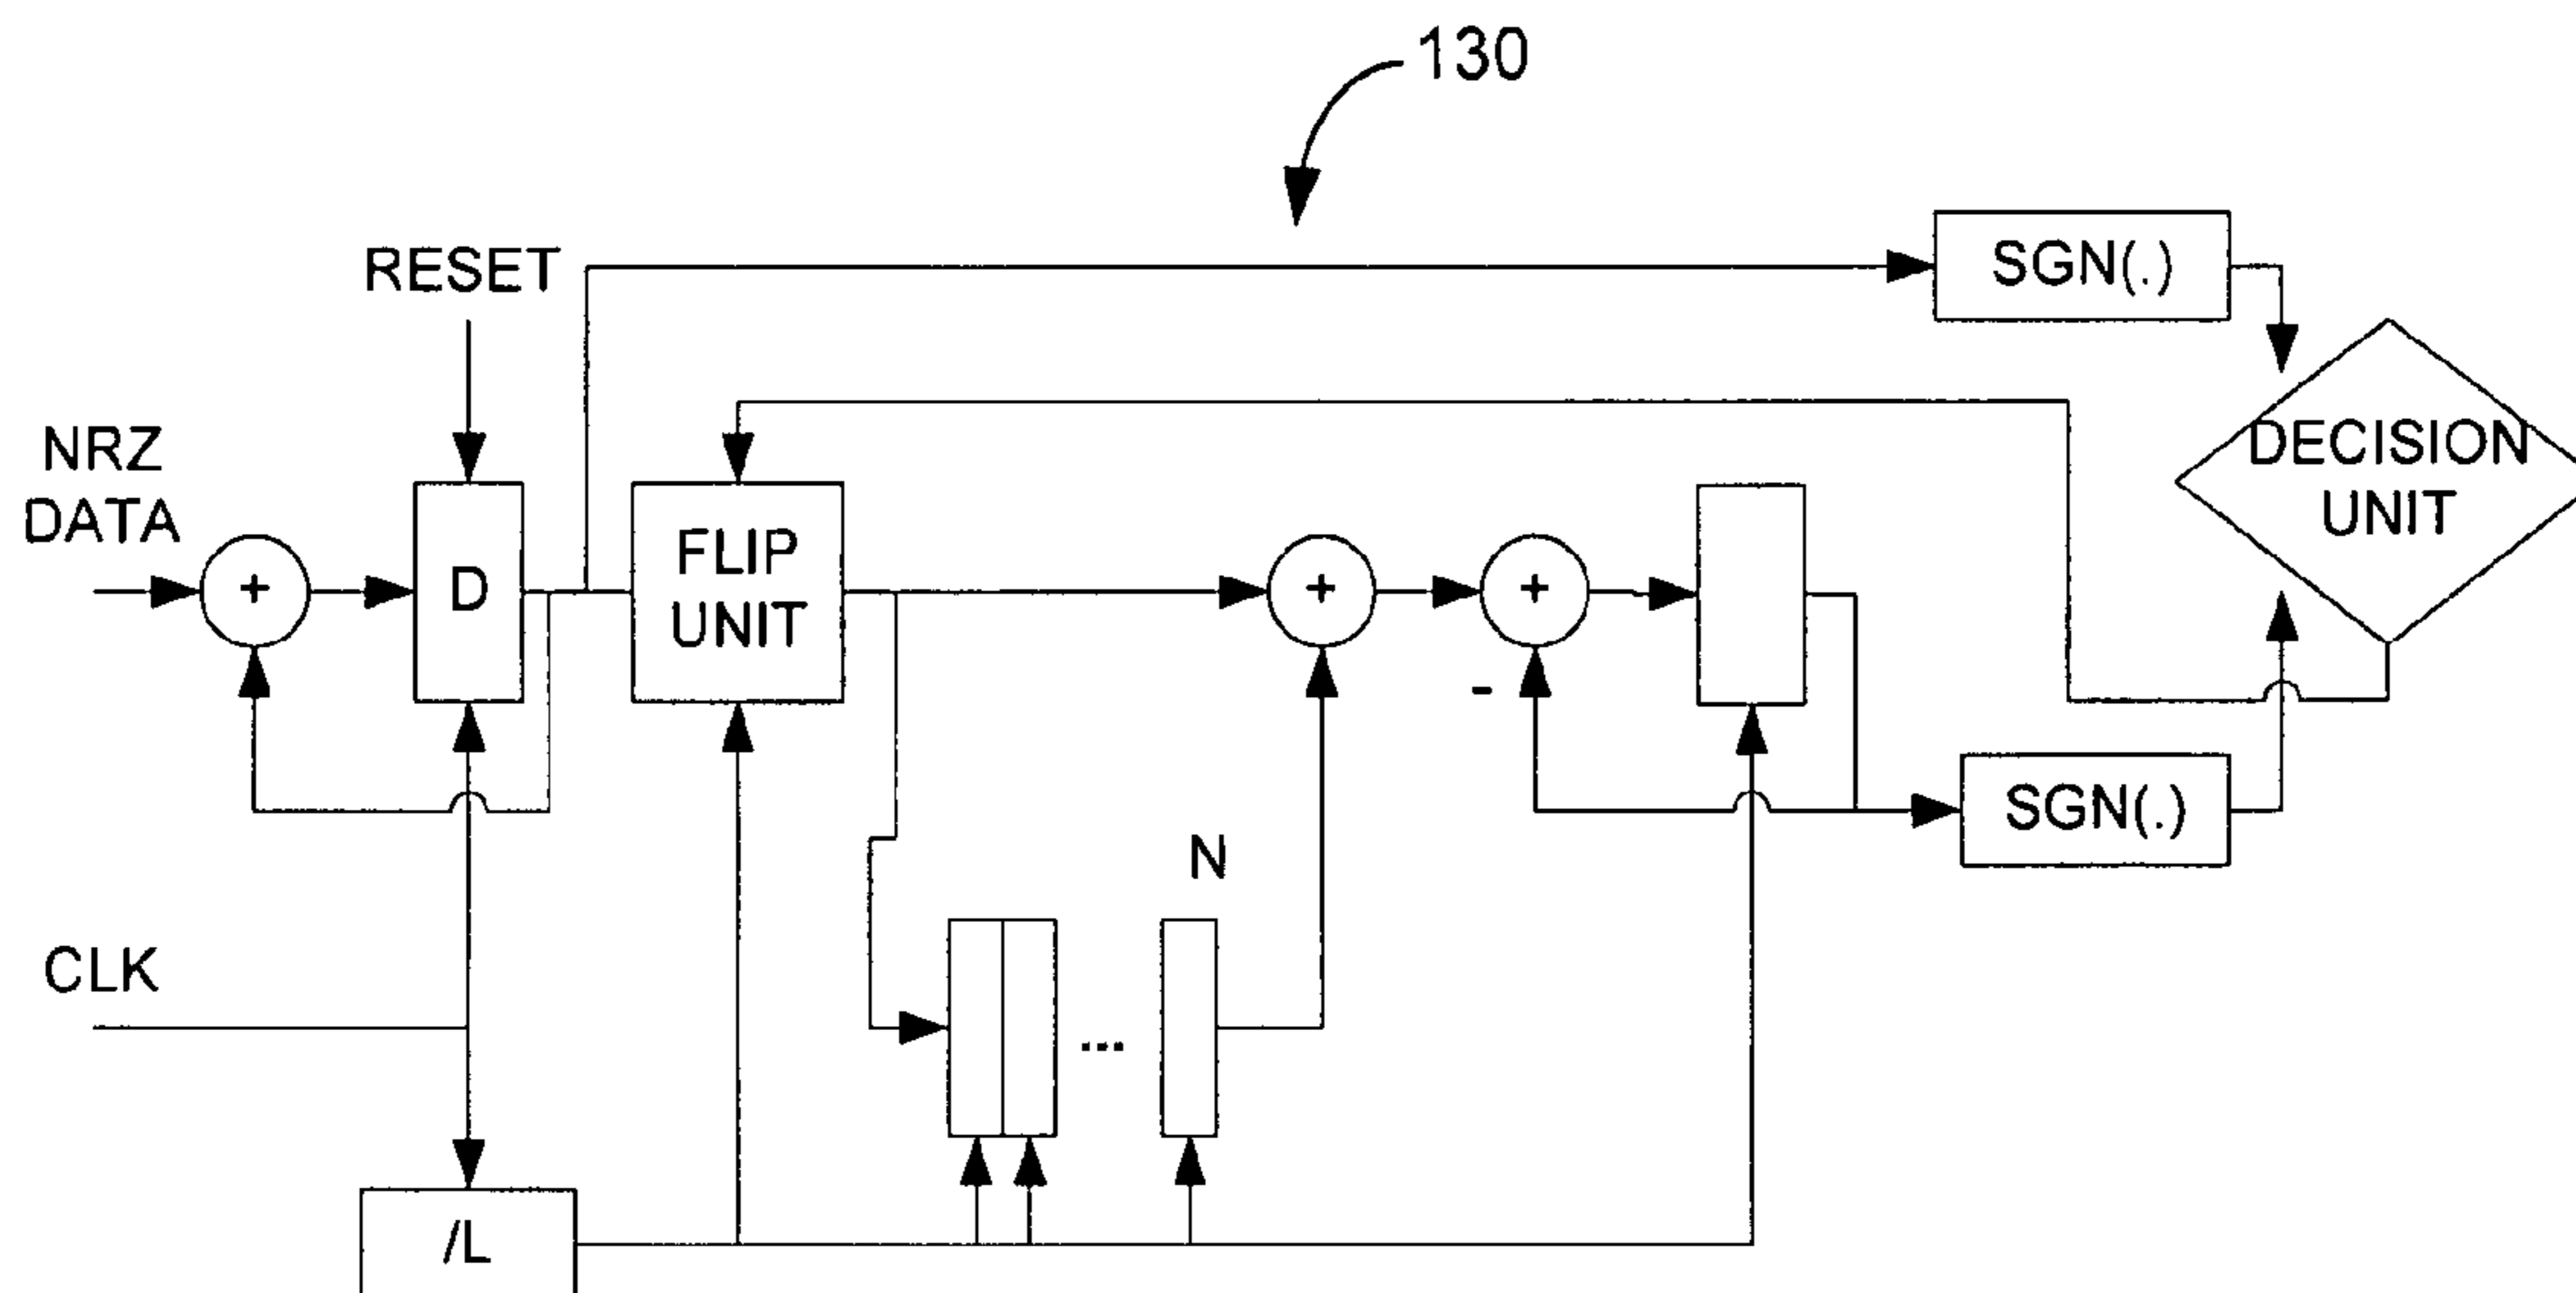 130
RESET
SGN(.)
NRZ
DATA
DECISION
UNIT
FLIP
UNIT
D
+
+
+
-
SGN(.)
N
CLK
...
/L